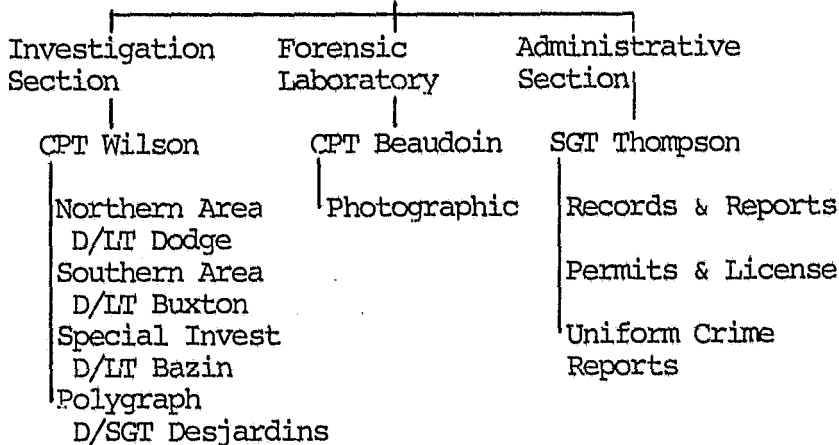 Investigation
Section
CPT Wilson
Northern Area
D/LT Dodge
Southern Area
D/LT Buxton
Special Invest
D/LT Bazin
Polygraph
D/SGT Desjardins
Forensic
Laboratory
CPT Beaudoin
Photographic
Administrative
Section
SGT Thompson
Records & Reports
Permits & License
Uniform Crime
Reports